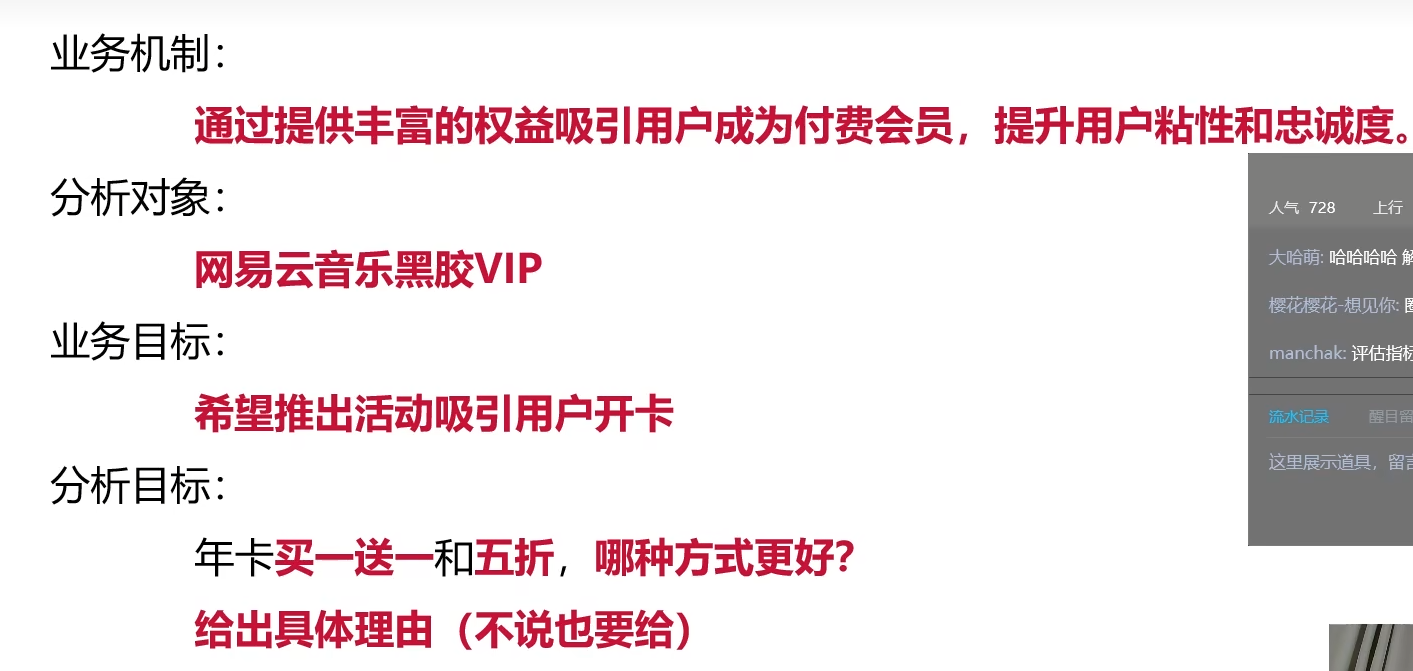 业务机制：
通过提供丰富的权益吸引用户成为付费会员，提升用户粘性和忠诚度。
分析对象：
网易云音乐黑胶VIP
业务目标：
希望推出活动吸引用户开卡
分析目标：
年卡买一送一和五折，哪种方式更好？
给出具体理由（不说也要给）
人气 728 上行
大哈萌: 哈哈哈哈 解
樱花樱花-想见你:
manchak: 评估指标
流水记录 醒目留
这里展示道具，留言